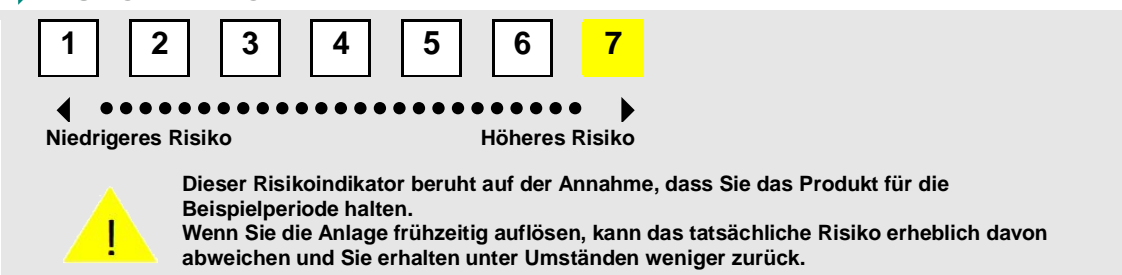 1 2 3 4 5 6 7
Niedrigeres Risiko Höheres Risiko
Dieser Risikoindikator beruht auf der Annahme, dass Sie das Produkt für die
Beispielperiode halten.
! Wenn Sie die Anlage frühzeitig auflösen, kann das tatsächliche Risiko erheblich davon
abweichen und Sie erhalten unter Umständen weniger zurück.